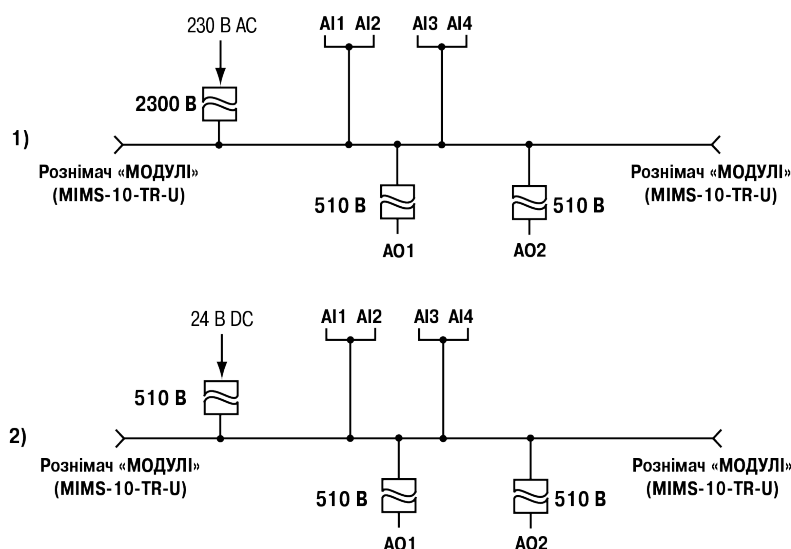 230 В AC
AI1 AI2 AI3 AI4
2300 В
1)
Рознімач «МОДУЛІ»
(MIMS-10-TR-U)
Рознімач «МОДУЛІ»
(MIMS-10-TR-U)
510 В
510 В
AO1
AO2
24 В DC
AI1 AI2 AI3 AI4
510 В
2)
Рознімач «МОДУЛІ»
(MIMS-10-TR-U)
Рознімач «МОДУЛІ»
(MIMS-10-TR-U)
510 В
510 В
AO1
AO2